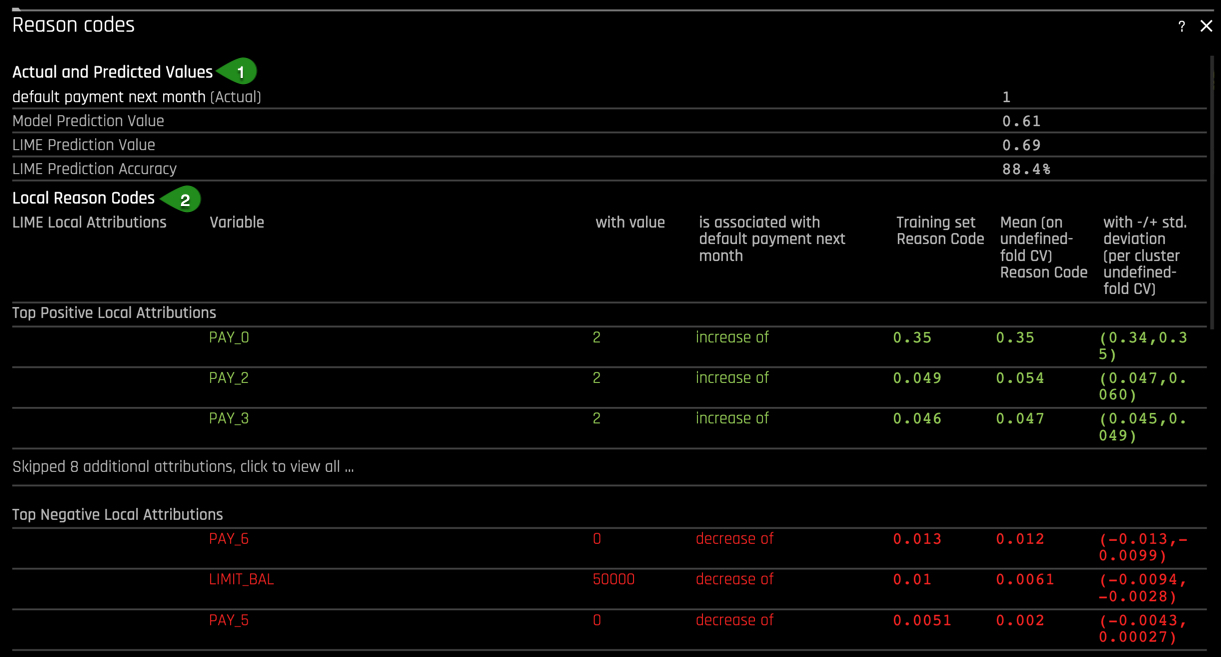 Reason codes
? ×
Actual and Predicted Values 1
default payment next month (Actual) 1
Model Prediction Value 0.61
LIME Prediction Value 0.69
LIME Prediction Accuracy 88.4%
Local Reason Codes 2
LIME Local Attributions Variable with value is associated with Training set Mean (on with -/+ std.
default payment next Reason Code undefined- deviation
month fold CV) (per cluster
Reason Code undefined-
fold CV)
Top Positive Local Attributions
PAY_0 2 increase of 0.35 0.35 (0.34,0.3
5)
PAY_2 2 increase of 0.049 0.054 (0.047,0.
060)
PAY_3 2 increase of 0.046 0.047 (0.045,0.
049)
Skipped 8 additional attributions, click to view all ...
Top Negative Local Attributions
PAY_6 0 decrease of 0.013 0.012 (-0.013,-
0.0099)
LIMIT_BAL 50000 decrease of 0.01 0.0061 (-0.0094,
-0.0028)
PAY_5 0 decrease of 0.0051 0.002 (-0.0043,
0.00027)